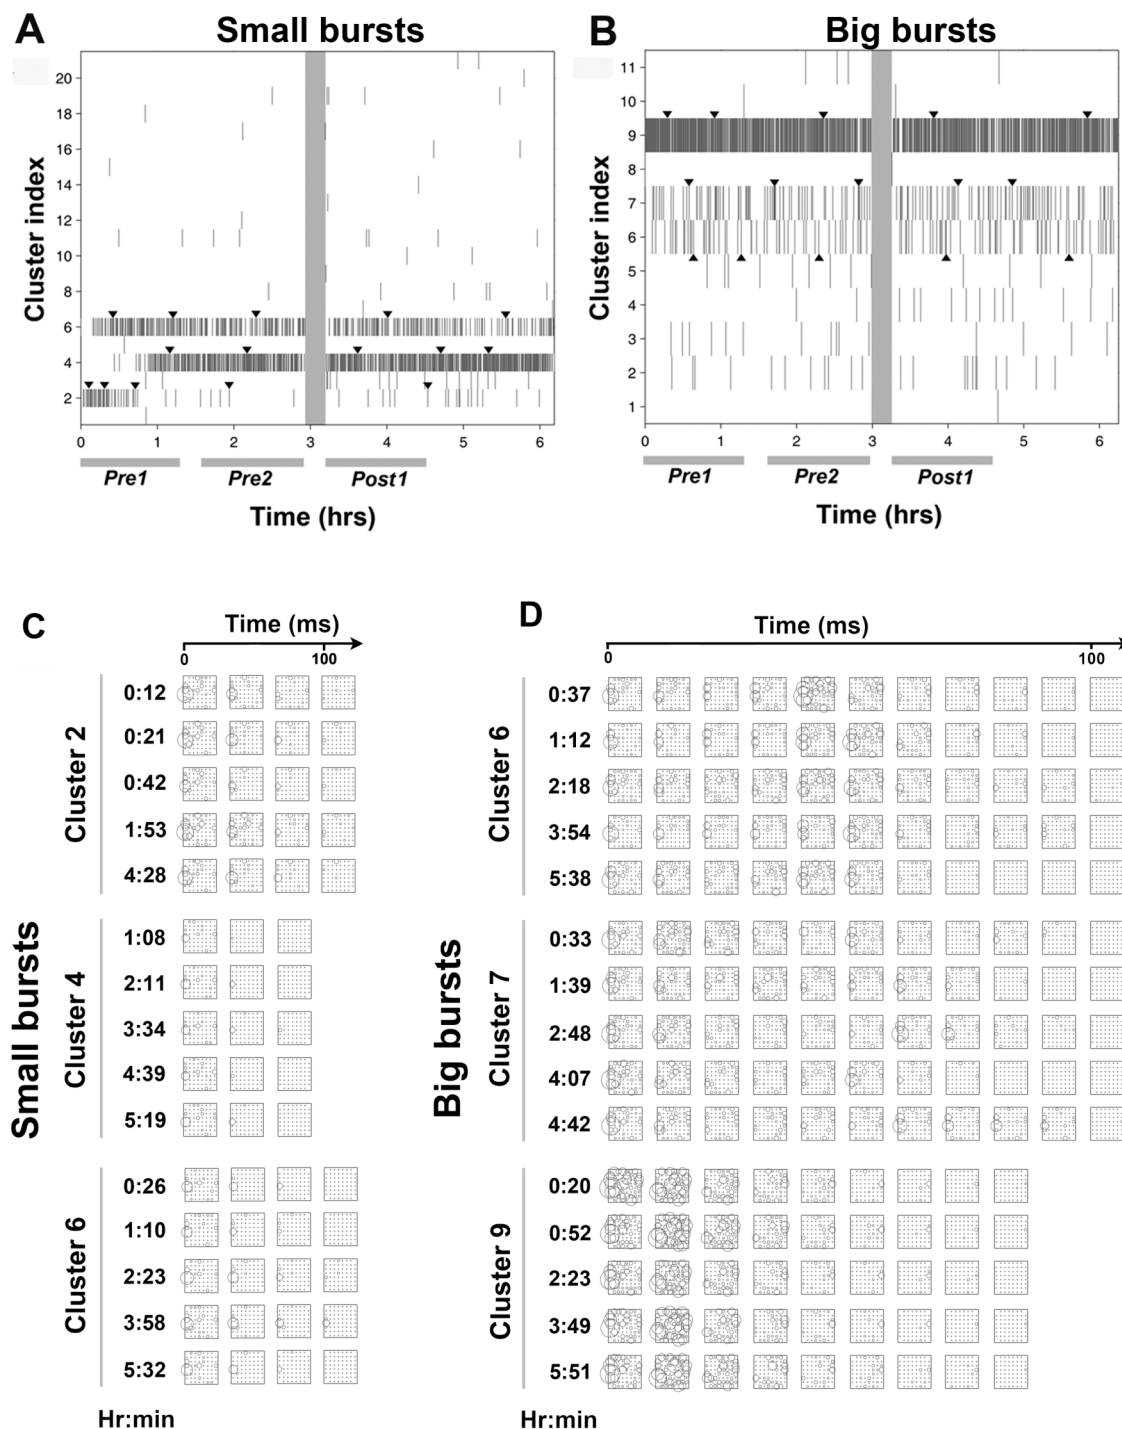 A
Small bursts
Cluster index
20
18
16
14
12
10
8
6
4
2
0 1 2 3 4 5 6
Pre1 Pre2 Post1
Time (hrs)
B
Big bursts
Cluster index
11
10
9
8
7
6
5
4
3
2
1
0 1 2 3 4 5 6
Pre1 Pre2 Post1
Time (hrs)
C
Time (ms)
0 100
Small bursts
Cluster 2
0:12
0:21
0:42
1:53
4:28
Cluster 4
1:08
2:11
3:34
4:39
5:19
Cluster 6
0:26
1:10
2:23
3:58
5:32
Hr:min
D
Time (ms)
0 100
Big bursts
Cluster 6
0:37
1:12
2:18
3:54
5:38
Cluster 7
0:33
1:39
2:48
4:07
4:42
Cluster 9
0:20
0:52
2:23
3:49
5:51
Hr:min